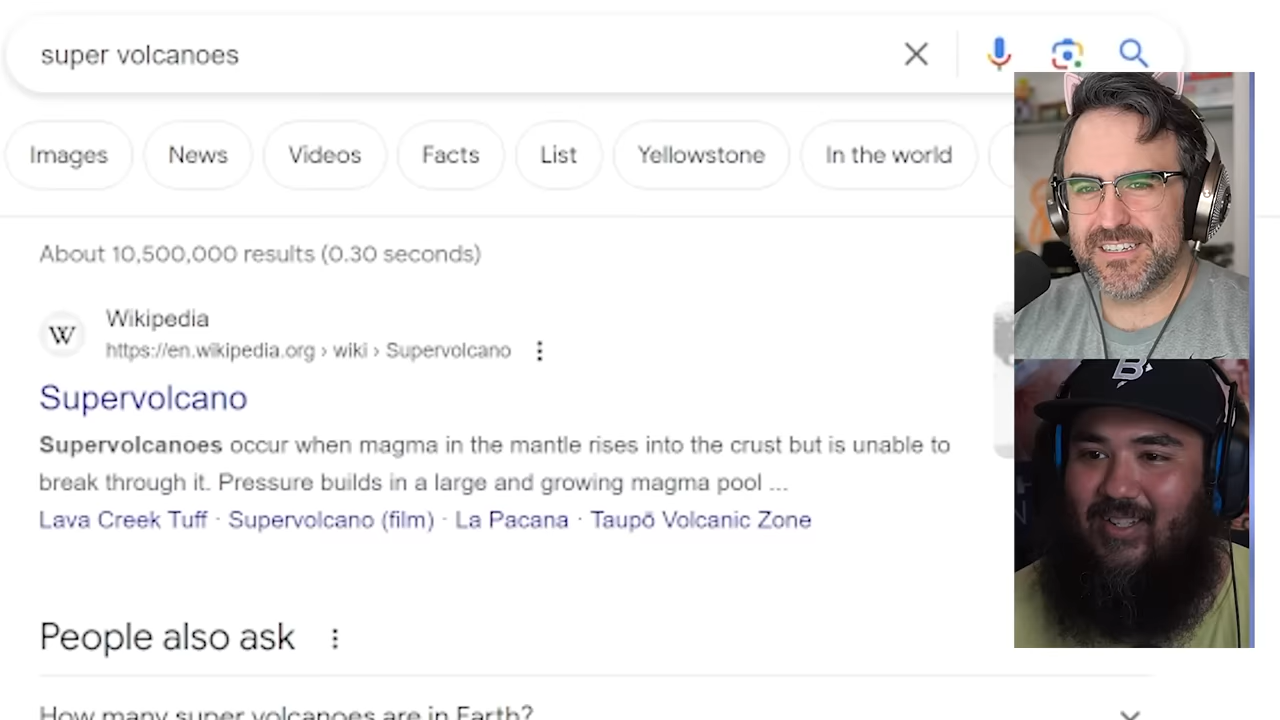 super volcanoes
Images News Videos Facts List Yellowstone In the world
About 10,500,000 results (0.30 seconds)
W
Wikipedia
https://en.wikipedia.org › wiki › Supervolcano
Supervolcano
Supervolcanoes occur when magma in the mantle rises into the crust but is unable to
break through it. Pressure builds in a large and growing magma pool ...
Lava Creek Tuff · Supervolcano (film) · La Pacana · Taupō Volcanic Zone
People also ask
How many super volcanoes are in Earth?
B